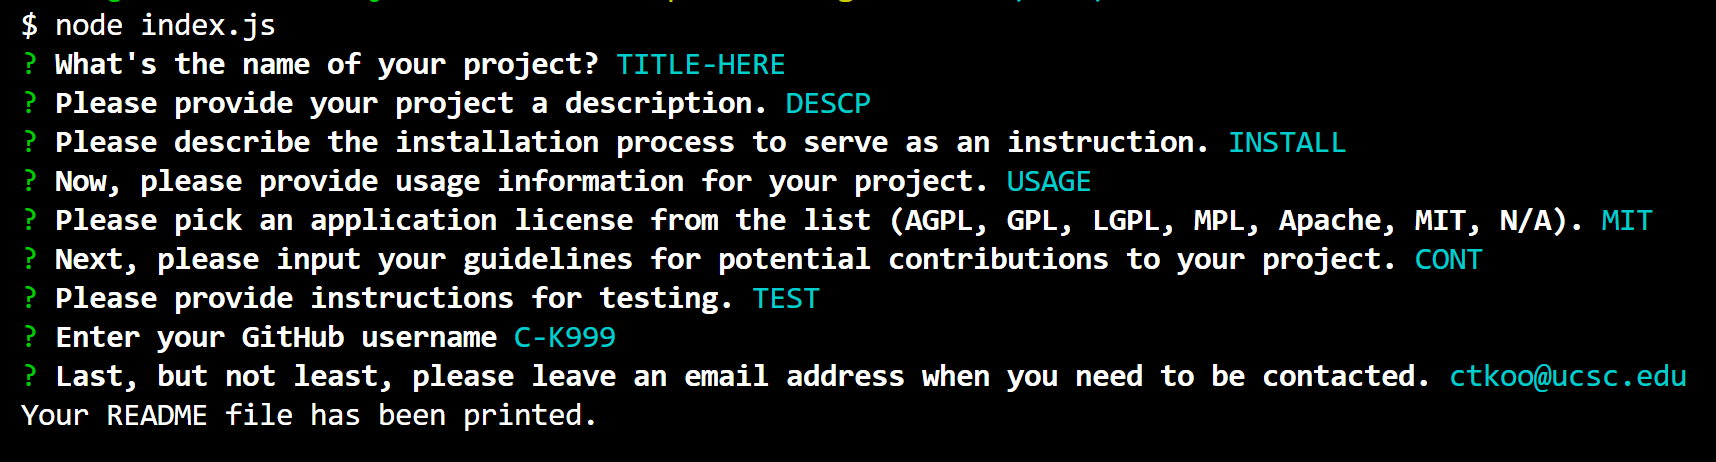 $ node index.js
? What's the name of your project? TITLE-HERE
? Please provide your project a description. DESCP
? Please describe the installation process to serve as an instruction. INSTALL
? Now, please provide usage information for your project. USAGE
? Please pick an application license from the list (AGPL, GPL, LGPL, MPL, Apache, MIT, N/A). MIT
? Next, please input your guidelines for potential contributions to your project. CONT
? Please provide instructions for testing. TEST
? Enter your GitHub username C-K999
? Last, but not least, please leave an email address when you need to be contacted. ctkoo@ucsc.edu
Your README file has been printed.